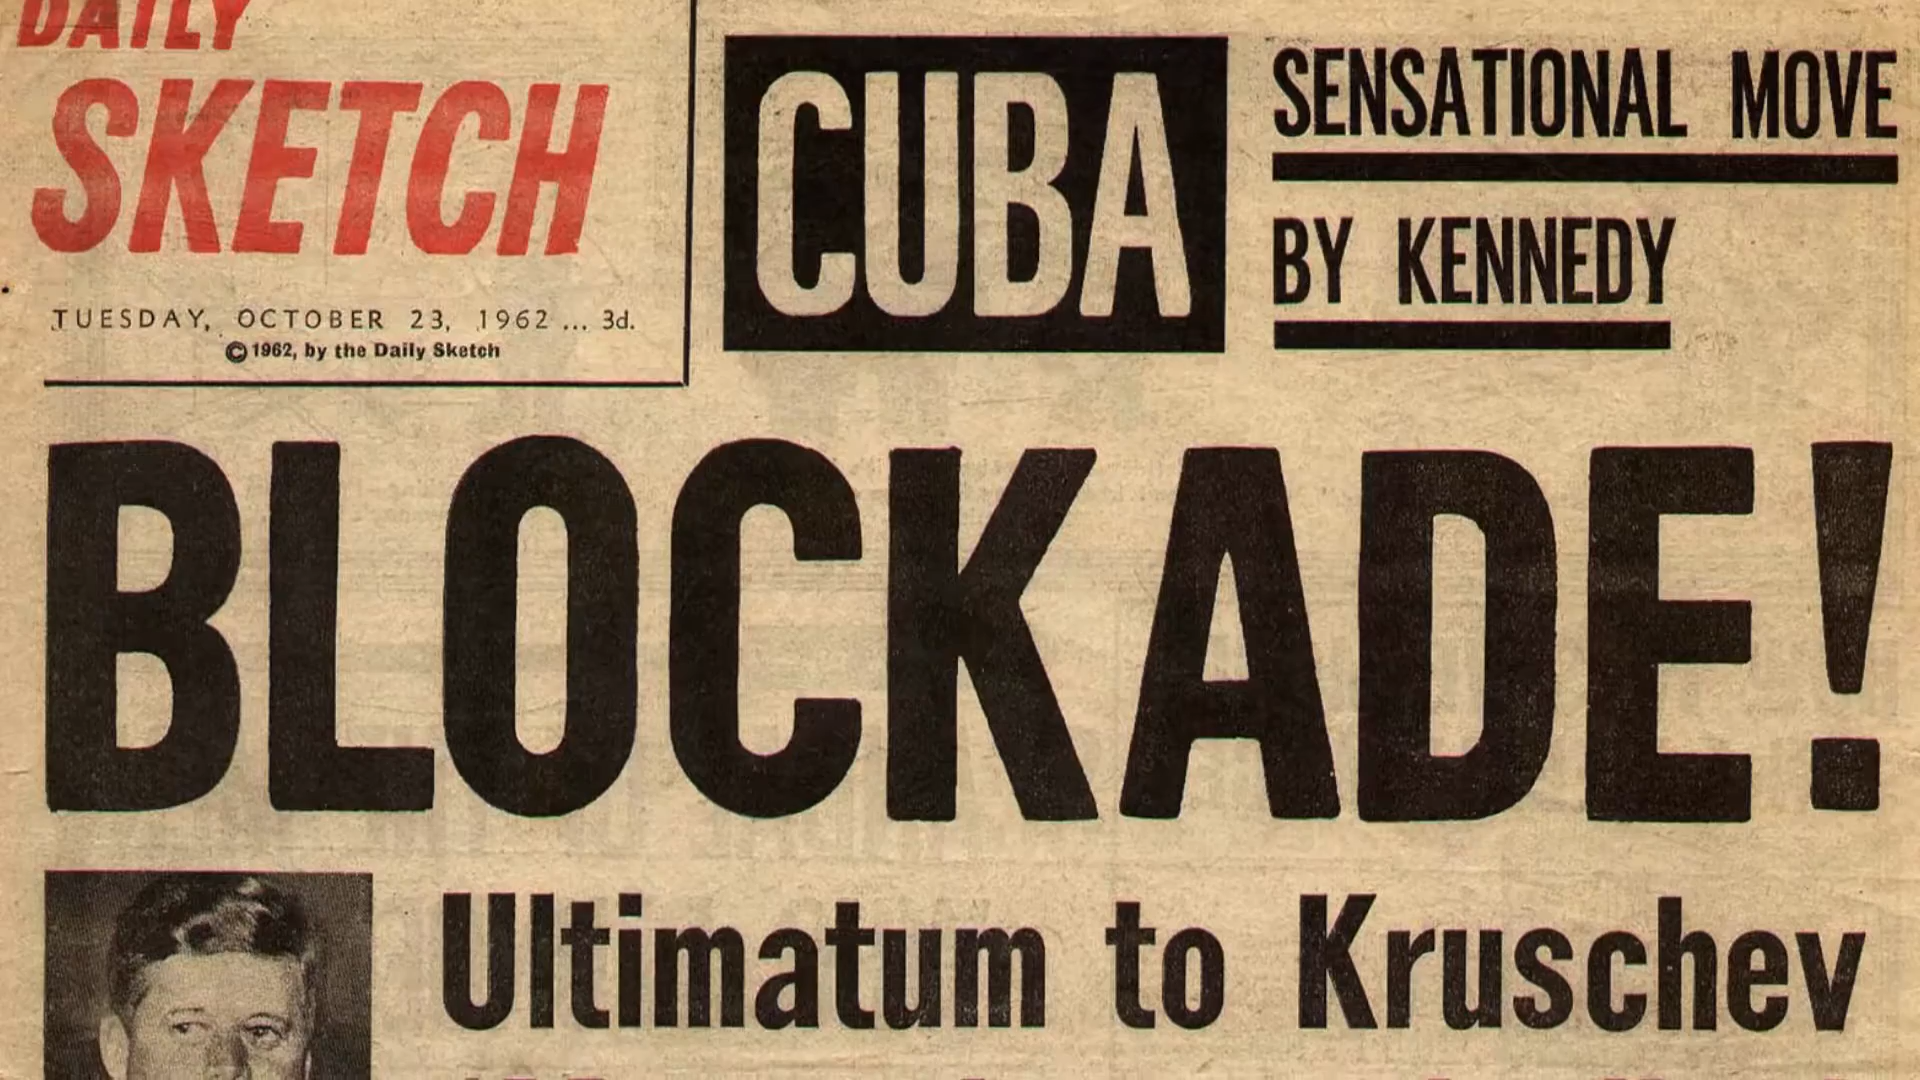 DAILY
SKETCH
TUESDAY, OCTOBER 23, 1962 ... 3d.
©1962, by the Daily Sketch
CUBA
SENSATIONAL MOVE
BY KENNEDY
BLOCKADE!
Ultimatum to Kruschev